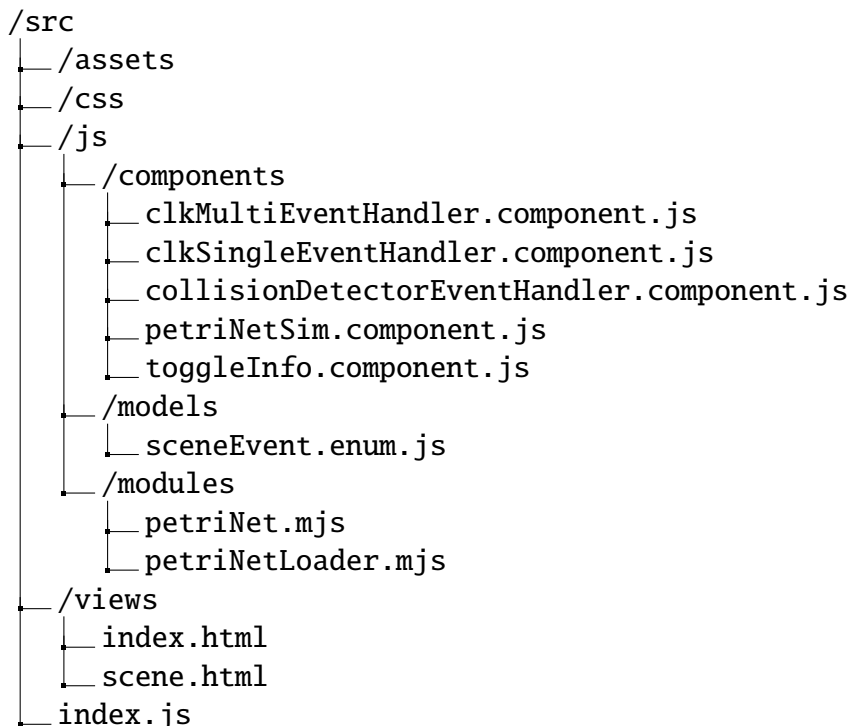 /src
/assets
/css
/js
/components
clkMultiEventHandler.component.js
clkSingleEventHandler.component.js
collisionDetectorEventHandler.component.js
petriNetSim.component.js
toggleInfo.component.js
/models
sceneEvent.enum.js
/modules
petriNet.mjs
petriNetLoader.mjs
/views
index.html
scene.html
index.js